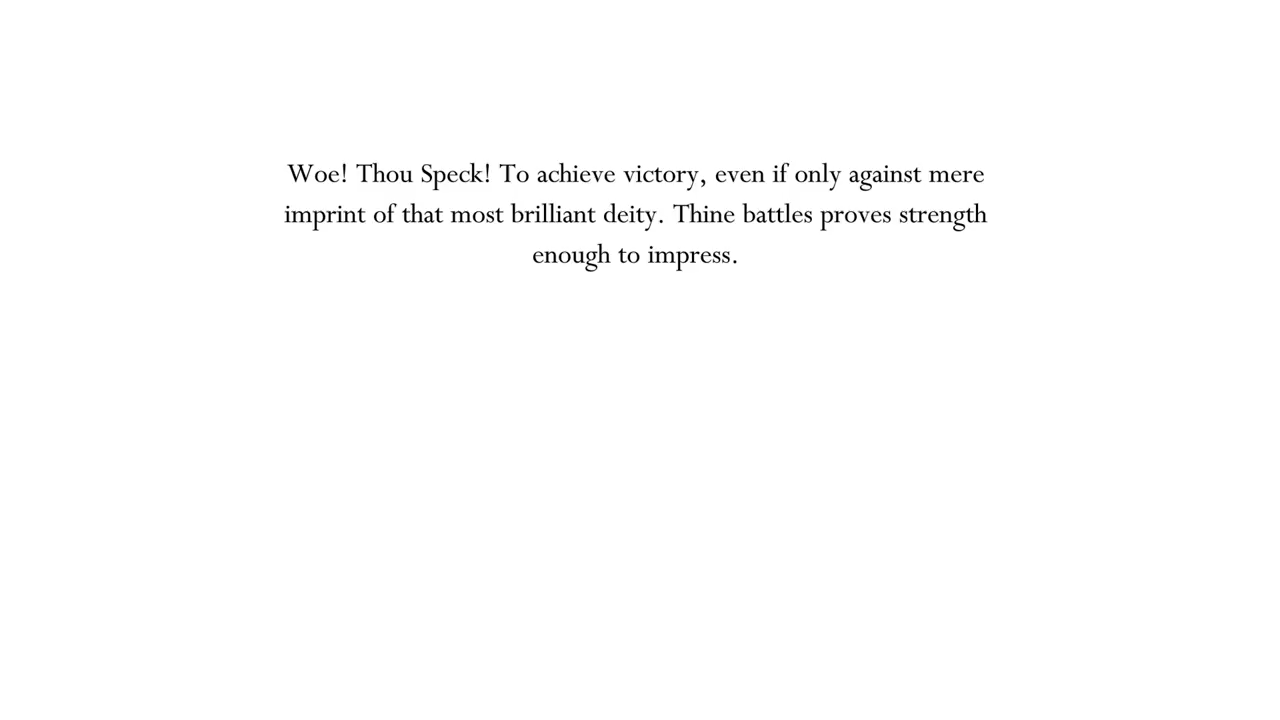 Woe! Thou Speck! To achieve victory, even if only against mere
imprint of that most brilliant deity. Thine battles proves strength
enough to impress.